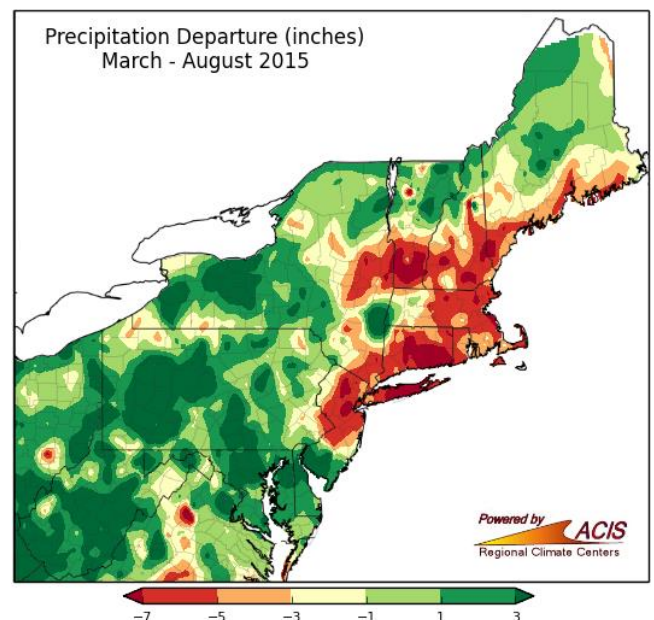 Precipitation Departure (inches)
March - August 2015
Powered by
ACIS
Regional Climate Centers
−7 −5 −3 −1 1 3